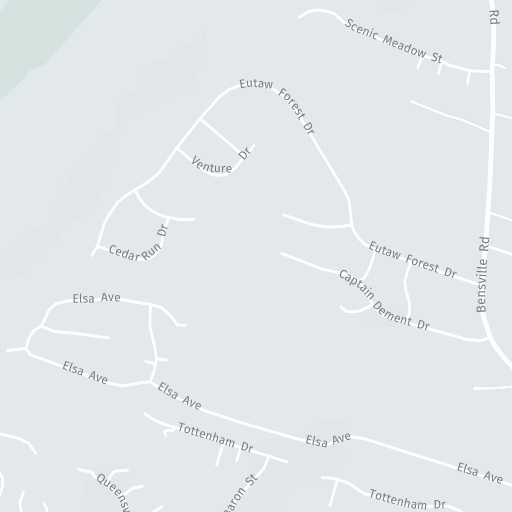 Rd
Scenic Meadow St
Eutaw Forest Dr
Venture Dr
Cedar Run Dr
Eutaw Forest Dr
Bensville Rd
Captain Dement Dr
Elsa Ave
Elsa Ave
Elsa Ave
Elsa Ave
Tottenham Dr
Elsa Ave
Tottenham Dr